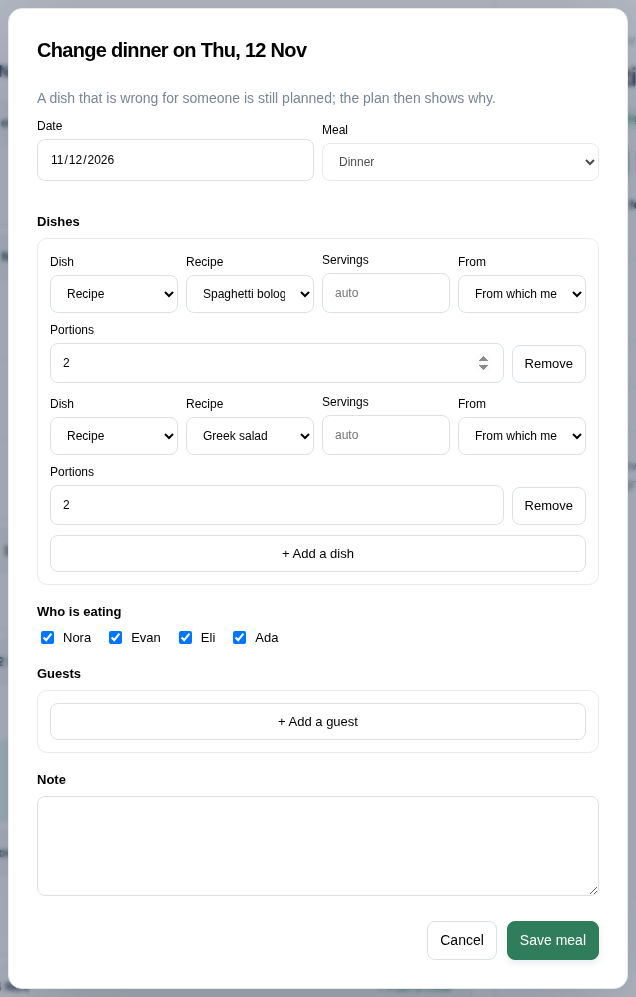 Change dinner on Thu, 12 Nov
A dish that is wrong for someone is still planned; the plan then shows why.
Date Meal
11/12/2026 Dinner
Dishes
Dish Recipe Servings From
Recipe Spaghetti bolog auto From which me
Portions
2 Remove
Dish Recipe Servings From
Recipe Greek salad auto From which me
Portions
2 Remove
+ Add a dish
Who is eating
Nora Evan Eli Ada
Guests
+ Add a guest
Note
Cancel Save meal